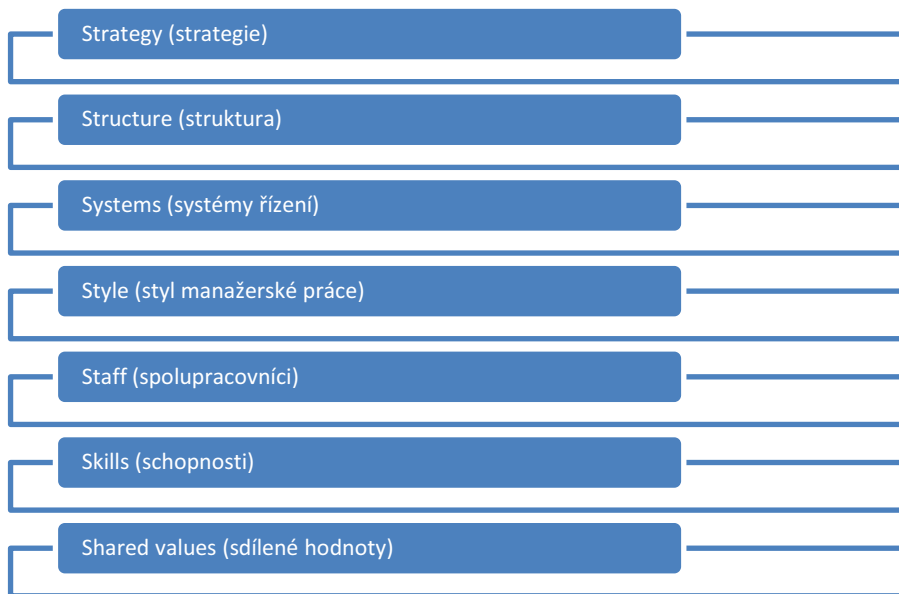 Strategy (strategie)
Structure (struktura)
Systems (systémy řízení)
Style (styl manažerské práce)
Staff (spolupracovníci)
Skills (schopnosti)
Shared values (sdílené hodnoty)